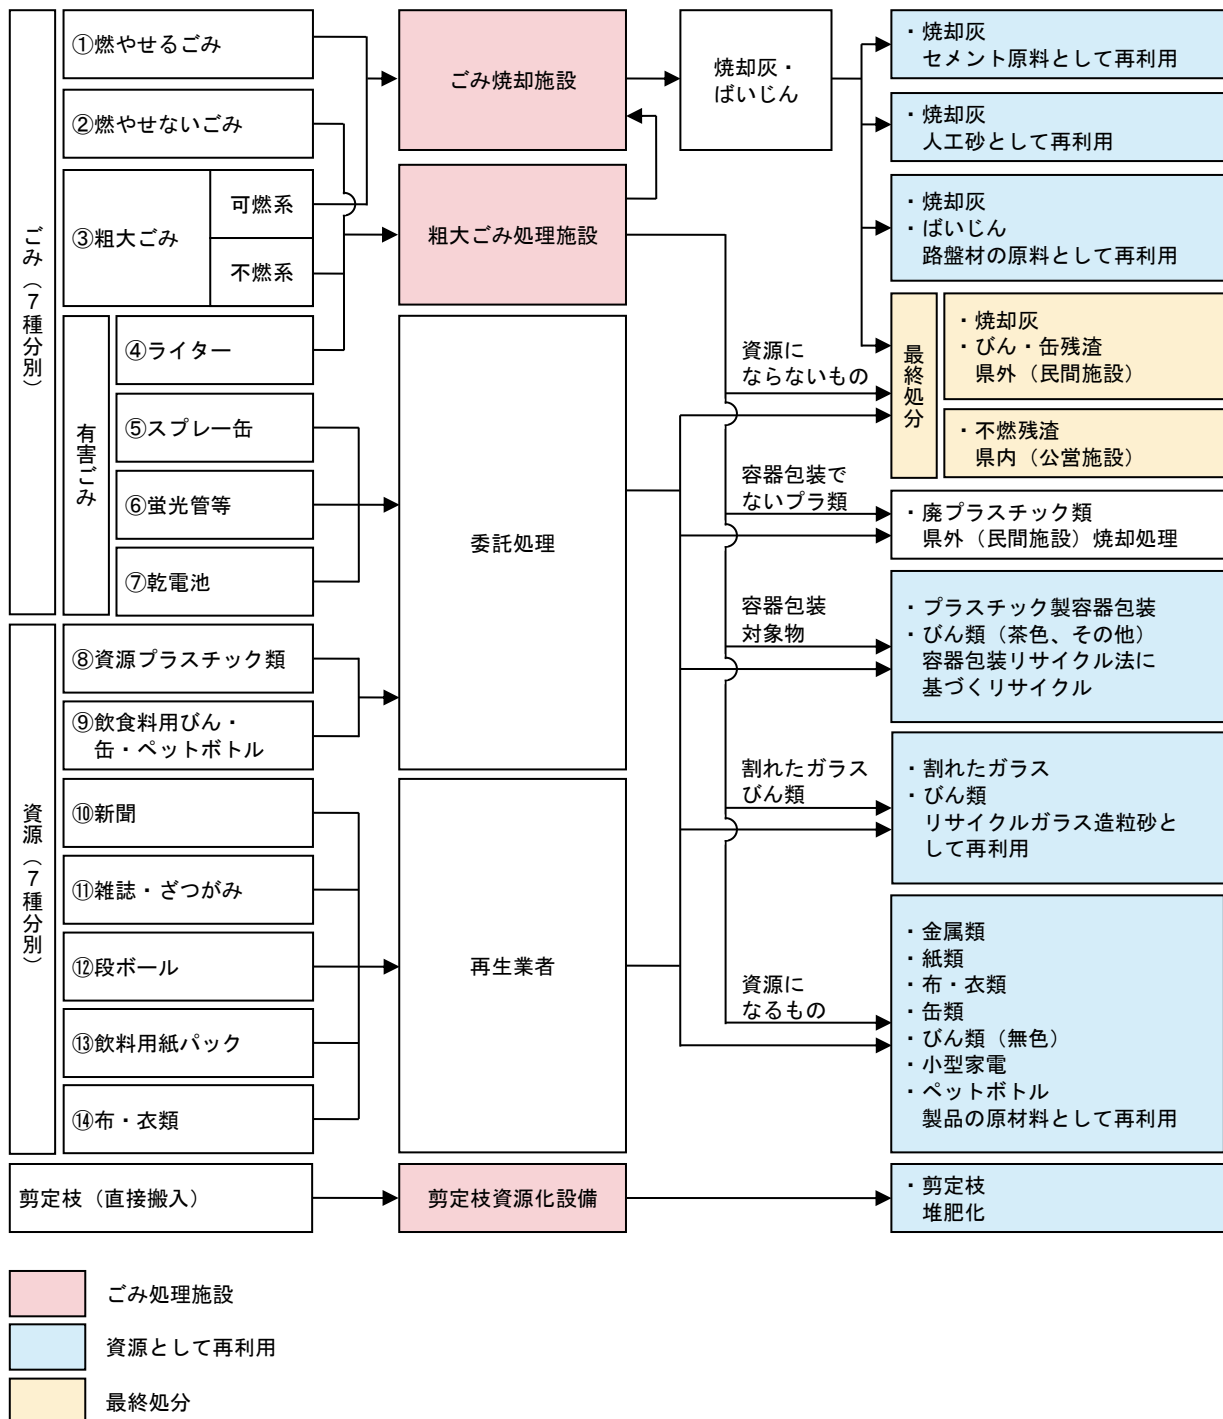 ごみ（7種分別）
①燃やせるごみ
②燃やせないごみ
③粗大ごみ
可燃系
不燃系
有害ごみ
④ライター
⑤スプレー缶
⑥蛍光管等
⑦乾電池
資源（7種分別）
⑧資源プラスチック類
⑨飲食料用びん・
缶・ペットボトル
⑩新聞
⑪雑誌・ざつがみ
⑫段ボール
⑬飲料用紙パック
⑭布・衣類
剪定枝（直接搬入）
ごみ焼却施設
粗大ごみ処理施設
委託処理
再生業者
剪定枝資源化設備
焼却灰・
ばいじん
資源に
ならないもの
容器包装で
ないプラ類
容器包装
対象物
割れたガラス
びん類
資源に
なるもの
・焼却灰
セメント原料として再利用
・焼却灰
人工砂として再利用
・焼却灰
・ばいじん
路盤材の原料として再利用
最終処分
・焼却灰
・びん・缶残渣
県外（民間施設）
・不燃残渣
県内（公営施設）
・廃プラスチック類
県外（民間施設）焼却処理
・プラスチック製容器包装
・びん類（茶色、その他）
容器包装リサイクル法に
基づくリサイクル
・割れたガラス
・びん類
リサイクルガラス造粒砂と
して再利用
・金属類
・紙類
・布・衣類
・缶類
・びん類（無色）
・小型家電
・ペットボトル
製品の原材料として再利用
・剪定枝
堆肥化
ごみ処理施設
資源として再利用
最終処分